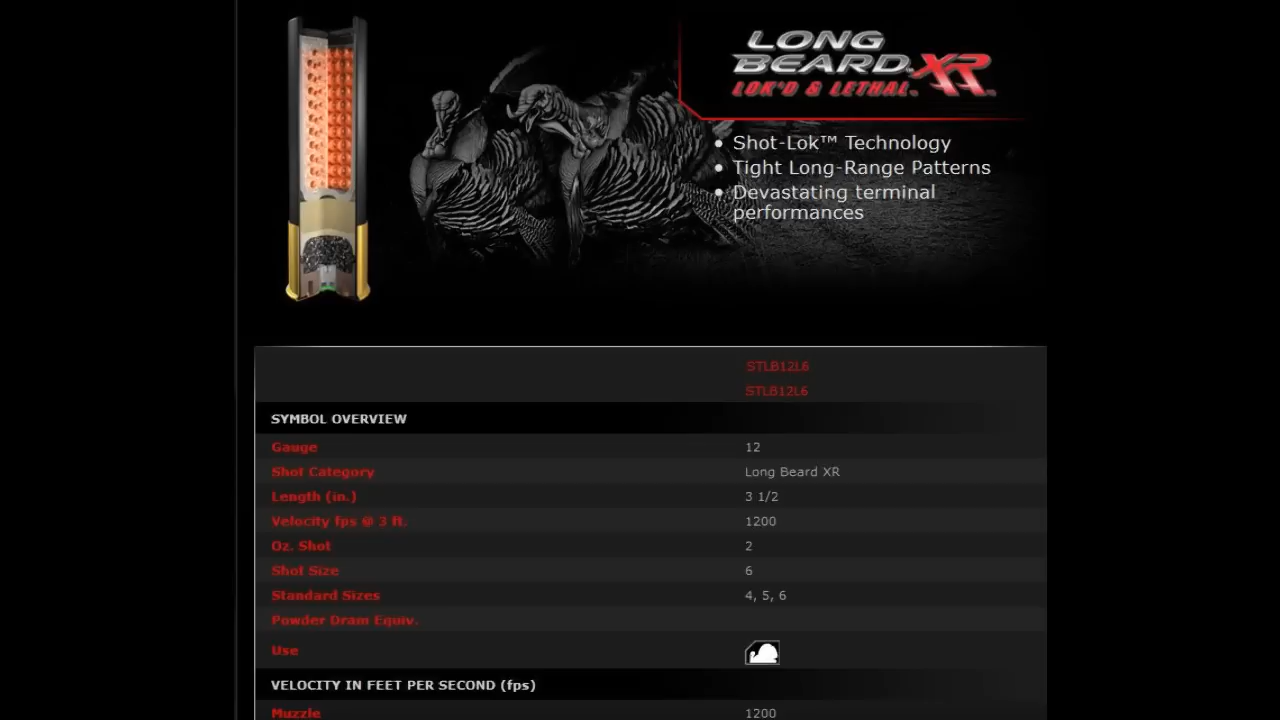 LONG
BEARD XR
LOK'D & LETHAL™
• Shot-Lok™ Technology
• Tight Long-Range Patterns
• Devastating terminal
performances
STLB12L6
STLB12L6
SYMBOL OVERVIEW
Gauge 12
Shot Category Long Beard XR
Length (in.) 3 1/2
Velocity fps @ 3 ft. 1200
Oz. Shot 2
Shot Size 6
Standard Sizes 4, 5, 6
Powder Dram Equiv.
Use
VELOCITY IN FEET PER SECOND (fps)
Muzzle 1200